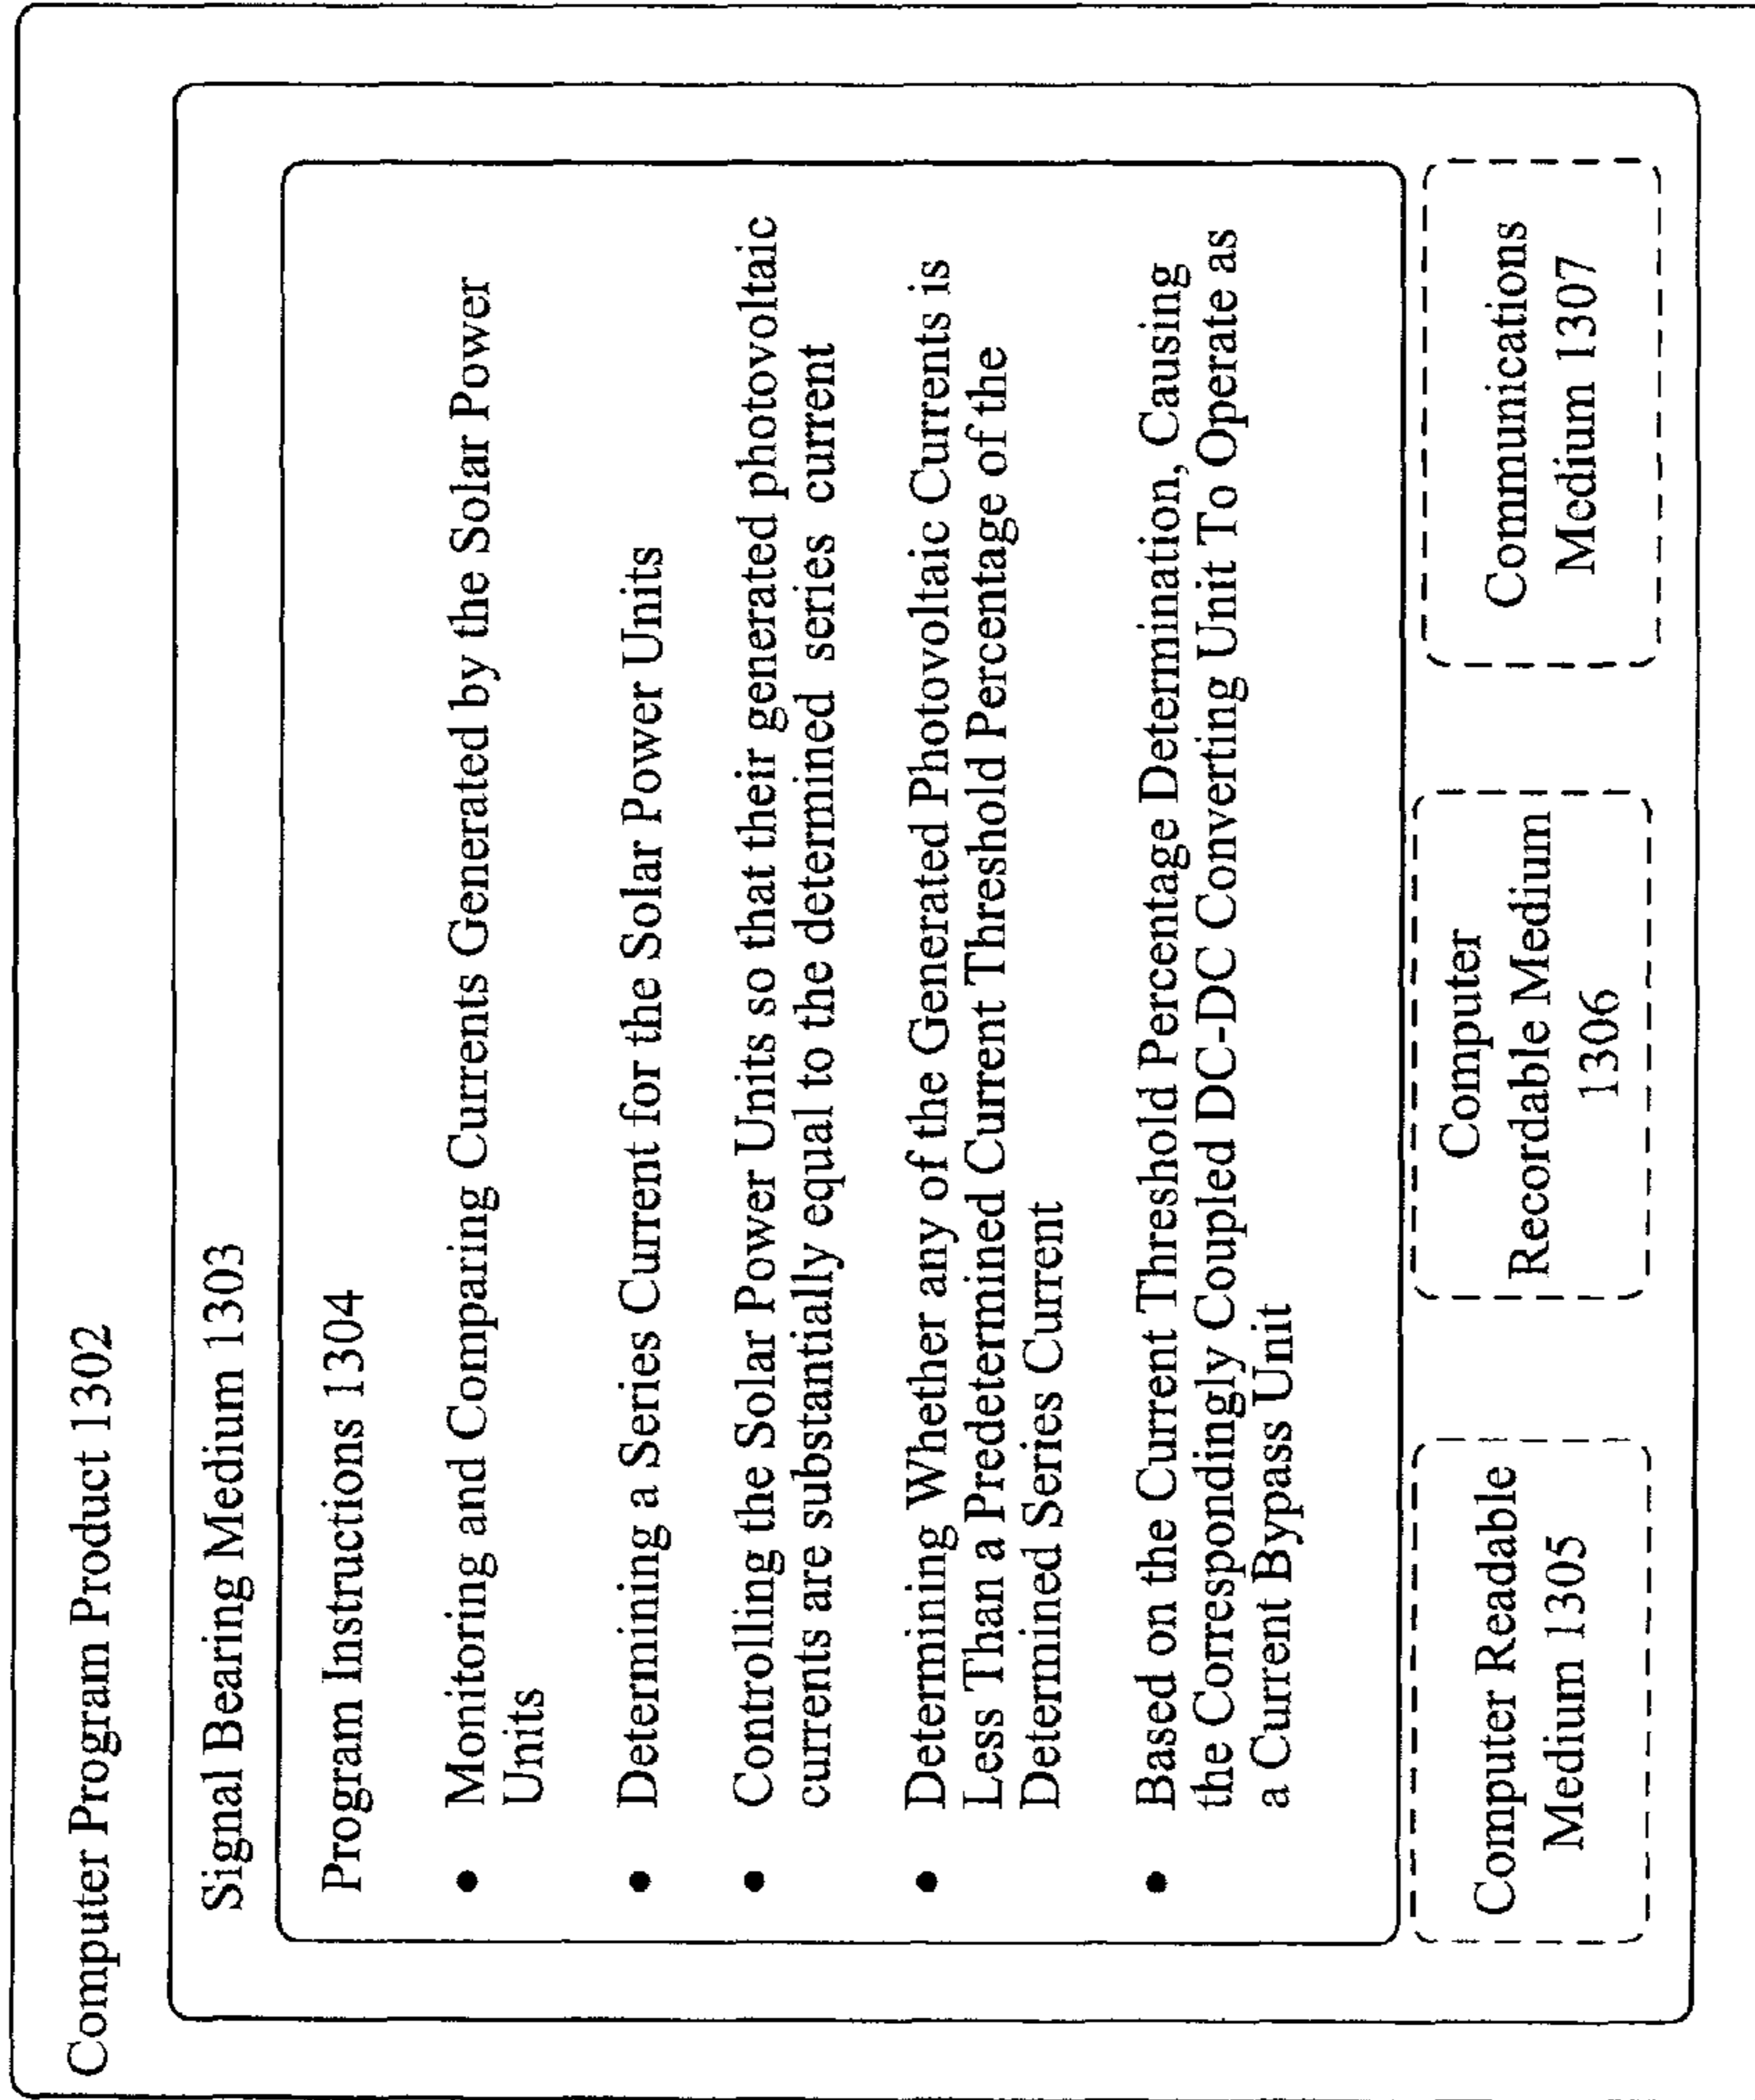 Computer Program Product 1302
Signal Bearing Medium 1303
Program Instructions 1304
• Monitoring and Comparing Currents Generated by the Solar Power
Units
• Determining a Series Current for the Solar Power Units
• Controlling the Solar Power Units so that their generated photovoltaic
currents are substantially equal to the determined series current
• Determining Whether any of the Generated Photovoltaic Currents is
Less Than a Predetermined Current Threshold Percentage of the
Determined Series Current
• Based on the Current Threshold Percentage Determination, Causing
the Correspondingly Coupled DC-DC Converting Unit To Operate as
a Current Bypass Unit
Computer Readable
Medium 1305
Computer
Recordable Medium
1306
Communications
Medium 1307